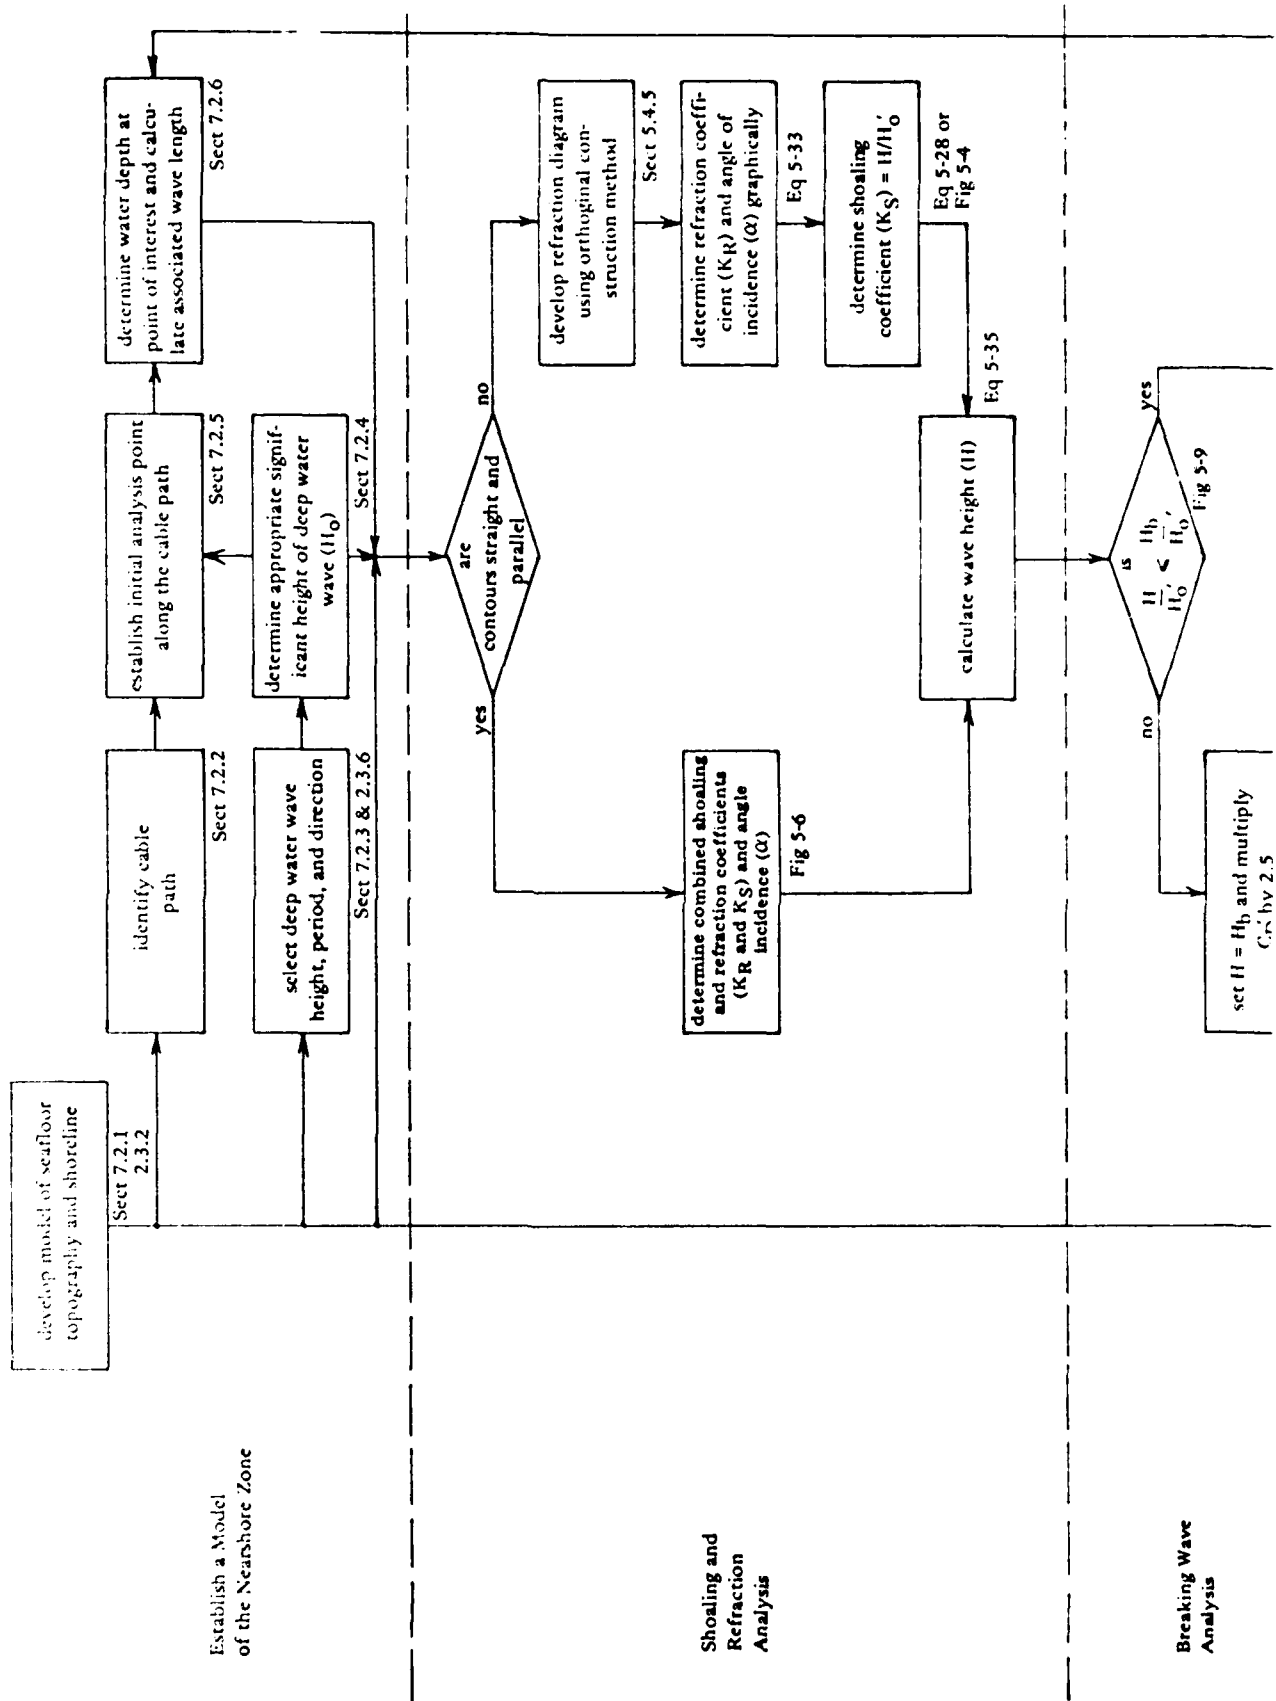 develop model of seafloor
topography and shoreline
Sect 7.2.1
2.3.2
Establish a Model
of the Nearshore Zone
identify cable
path
Sect 7.2.2
establish initial analysis point
along the cable path
Sect 7.2.5
determine water depth at
point of interest and calcu-
late associated wave length
Sect 7.2.6
select deep water wave
height, period, and direction
Sect 7.2.3 & 2.3.6
determine appropriate signif-
icant height of deep water
wave (H₀)
Sect 7.2.4
Shoaling and
Refraction
Analysis
are
contours straight and
parallel
yes
no
determine combined shoaling
and refraction coefficients
(K_R and K_S) and angle
incidence (α)
Fig 5-6
develop refraction diagram
using orthoginal con-
struction method
Sect 5.4.5
determine refraction coeffi-
cient (K_R) and angle of
incidence (α) graphically
Eq 5-33
determine shoaling
coefficient (K_S) = H/H₀'
Eq 5-28 or
Fig 5-4
calculate wave height (H)
Eq 5-35
Breaking Wave
Analysis
is
H/H₀' < H_b/H₀'
Fig 5-9
no
yes
set H = H_b and multiply
by 2.5